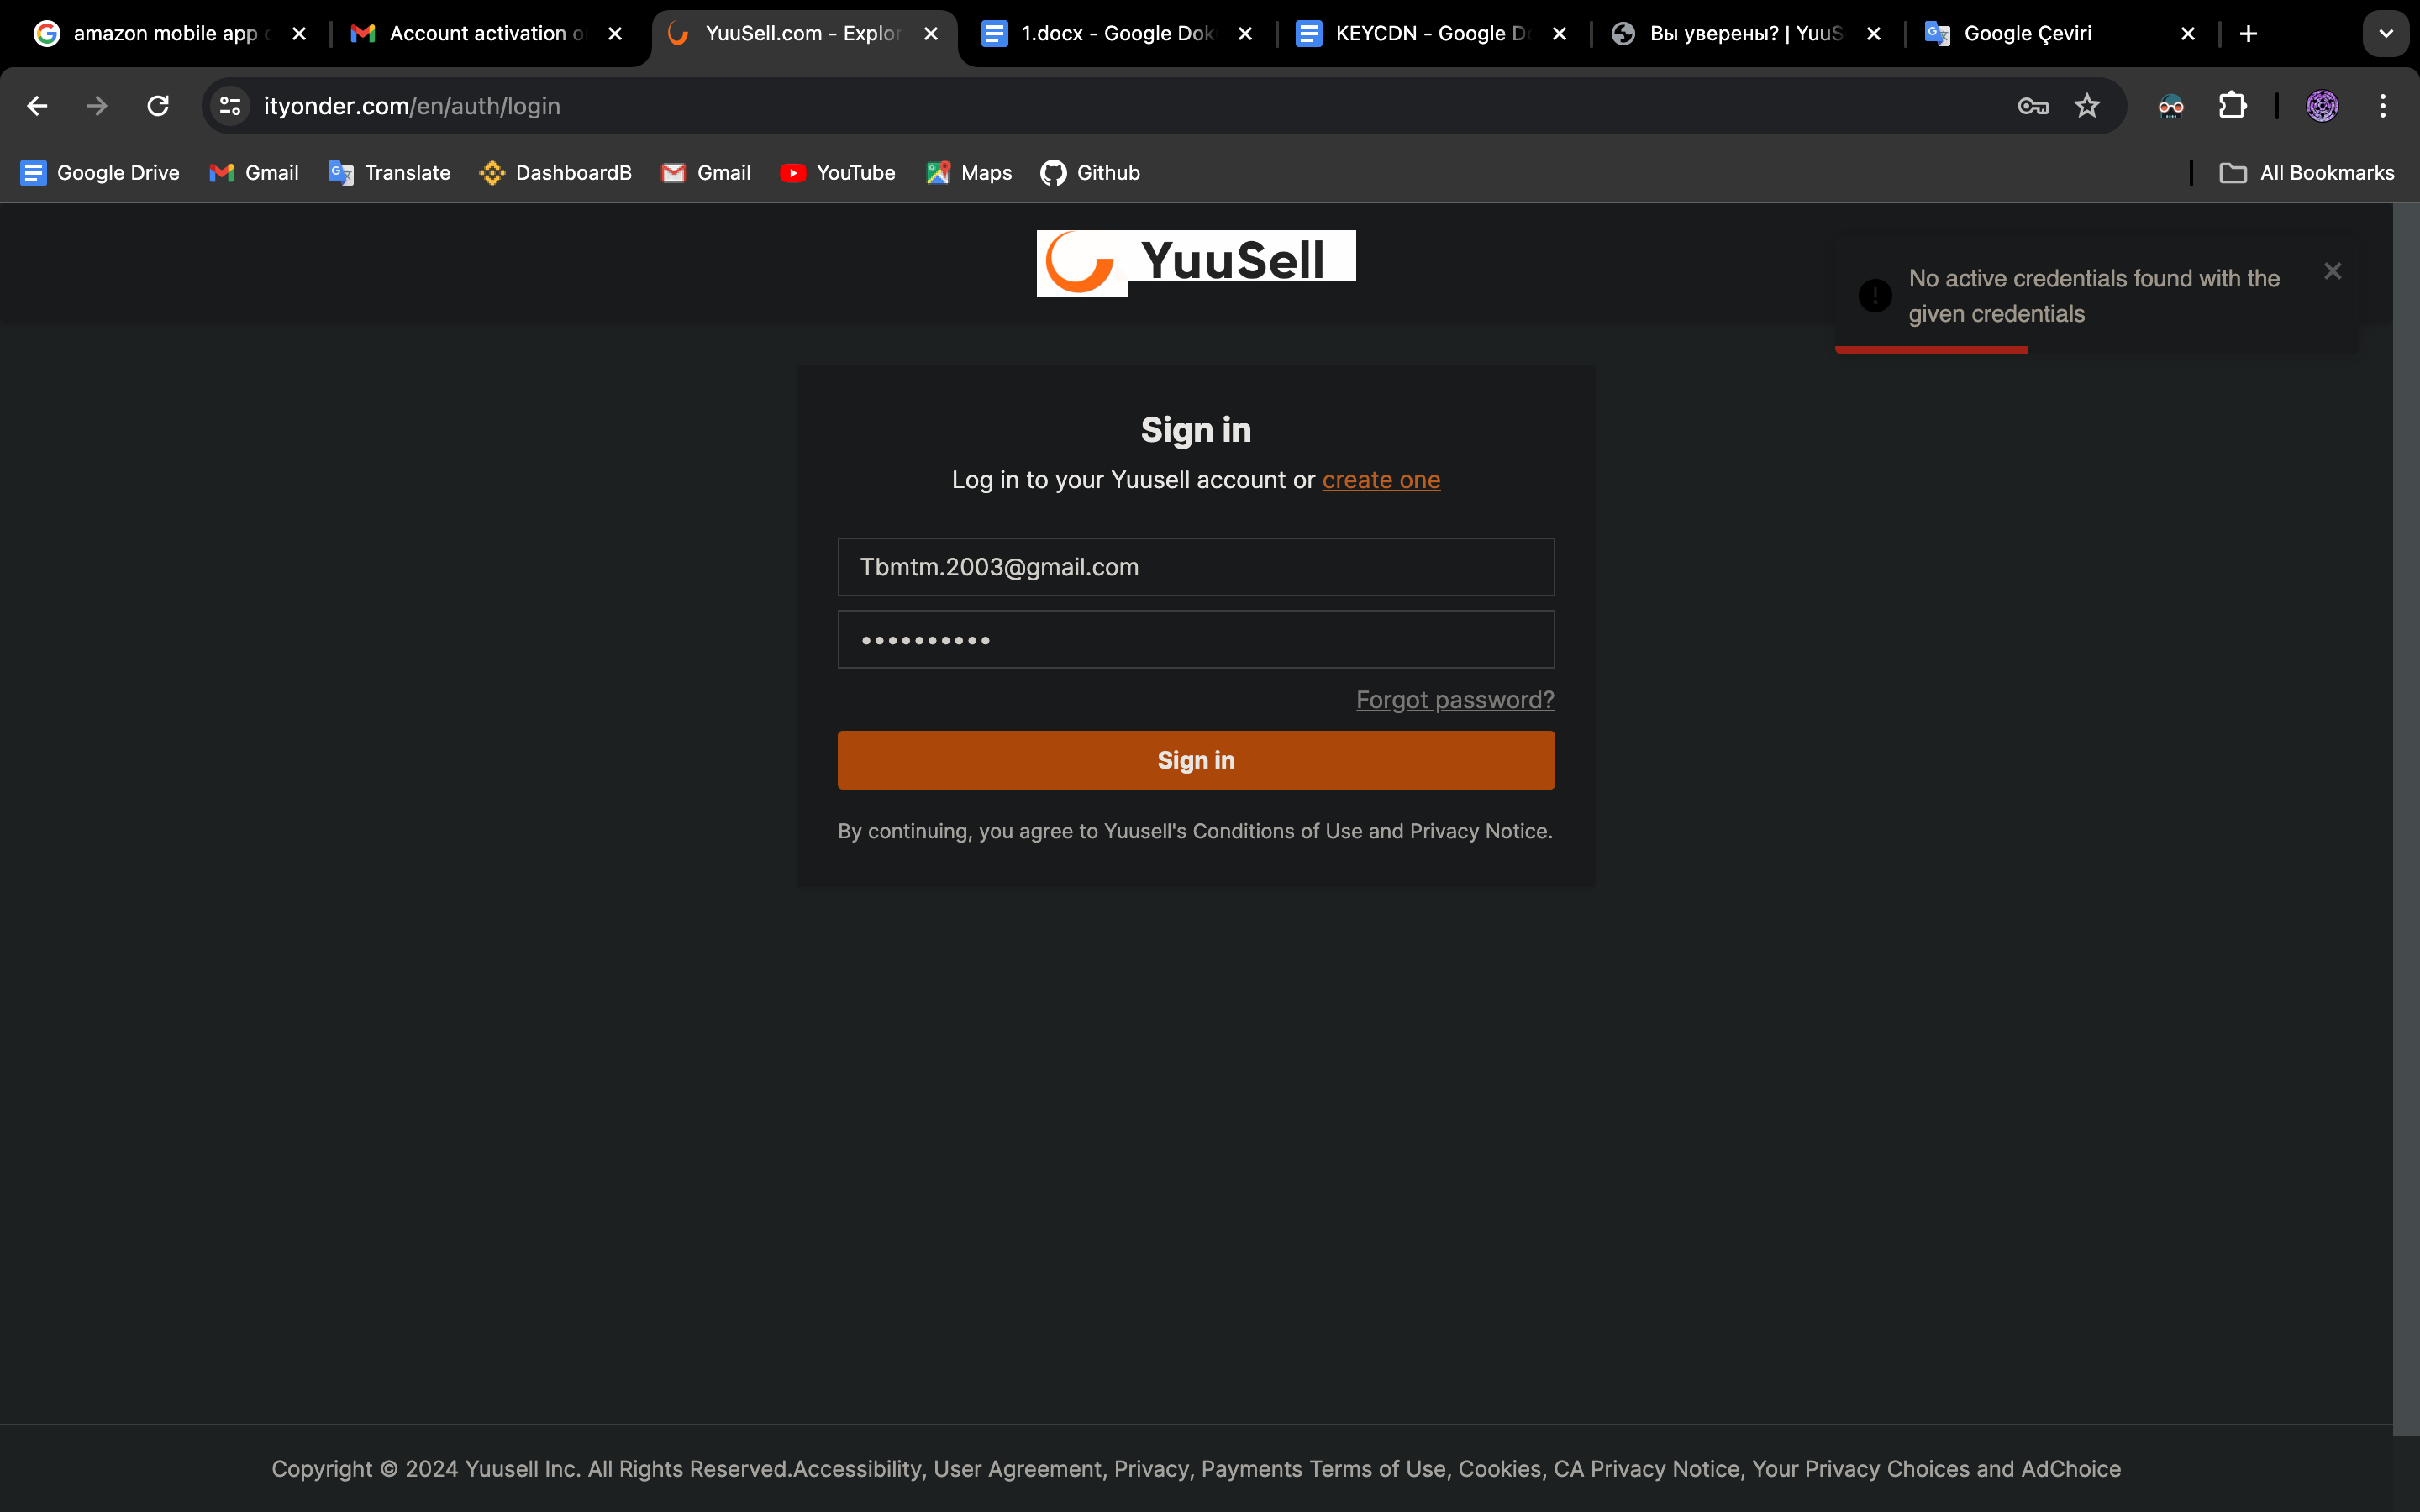 amazon mobile app
Account activation
YuuSell.com - Explor
1.docx - Google Dok
KEYCDN - Google D
Вы уверены? | YuuS
Google Çeviri
ityonder.com/en/auth/login
Google Drive
Gmail
Translate
DashboardB
Gmail
YouTube
Maps
Github
All Bookmarks
YuuSell
No active credentials found with the
given credentials
Sign in
Log in to your Yuusell account or create one
Tbmtm.2003@gmail.com
Forgot password?
Sign in
By continuing, you agree to Yuusell's Conditions of Use and Privacy Notice.
Copyright © 2024 Yuusell Inc. All Rights Reserved.Accessibility, User Agreement, Privacy, Payments Terms of Use, Cookies, CA Privacy Notice, Your Privacy Choices and AdChoice